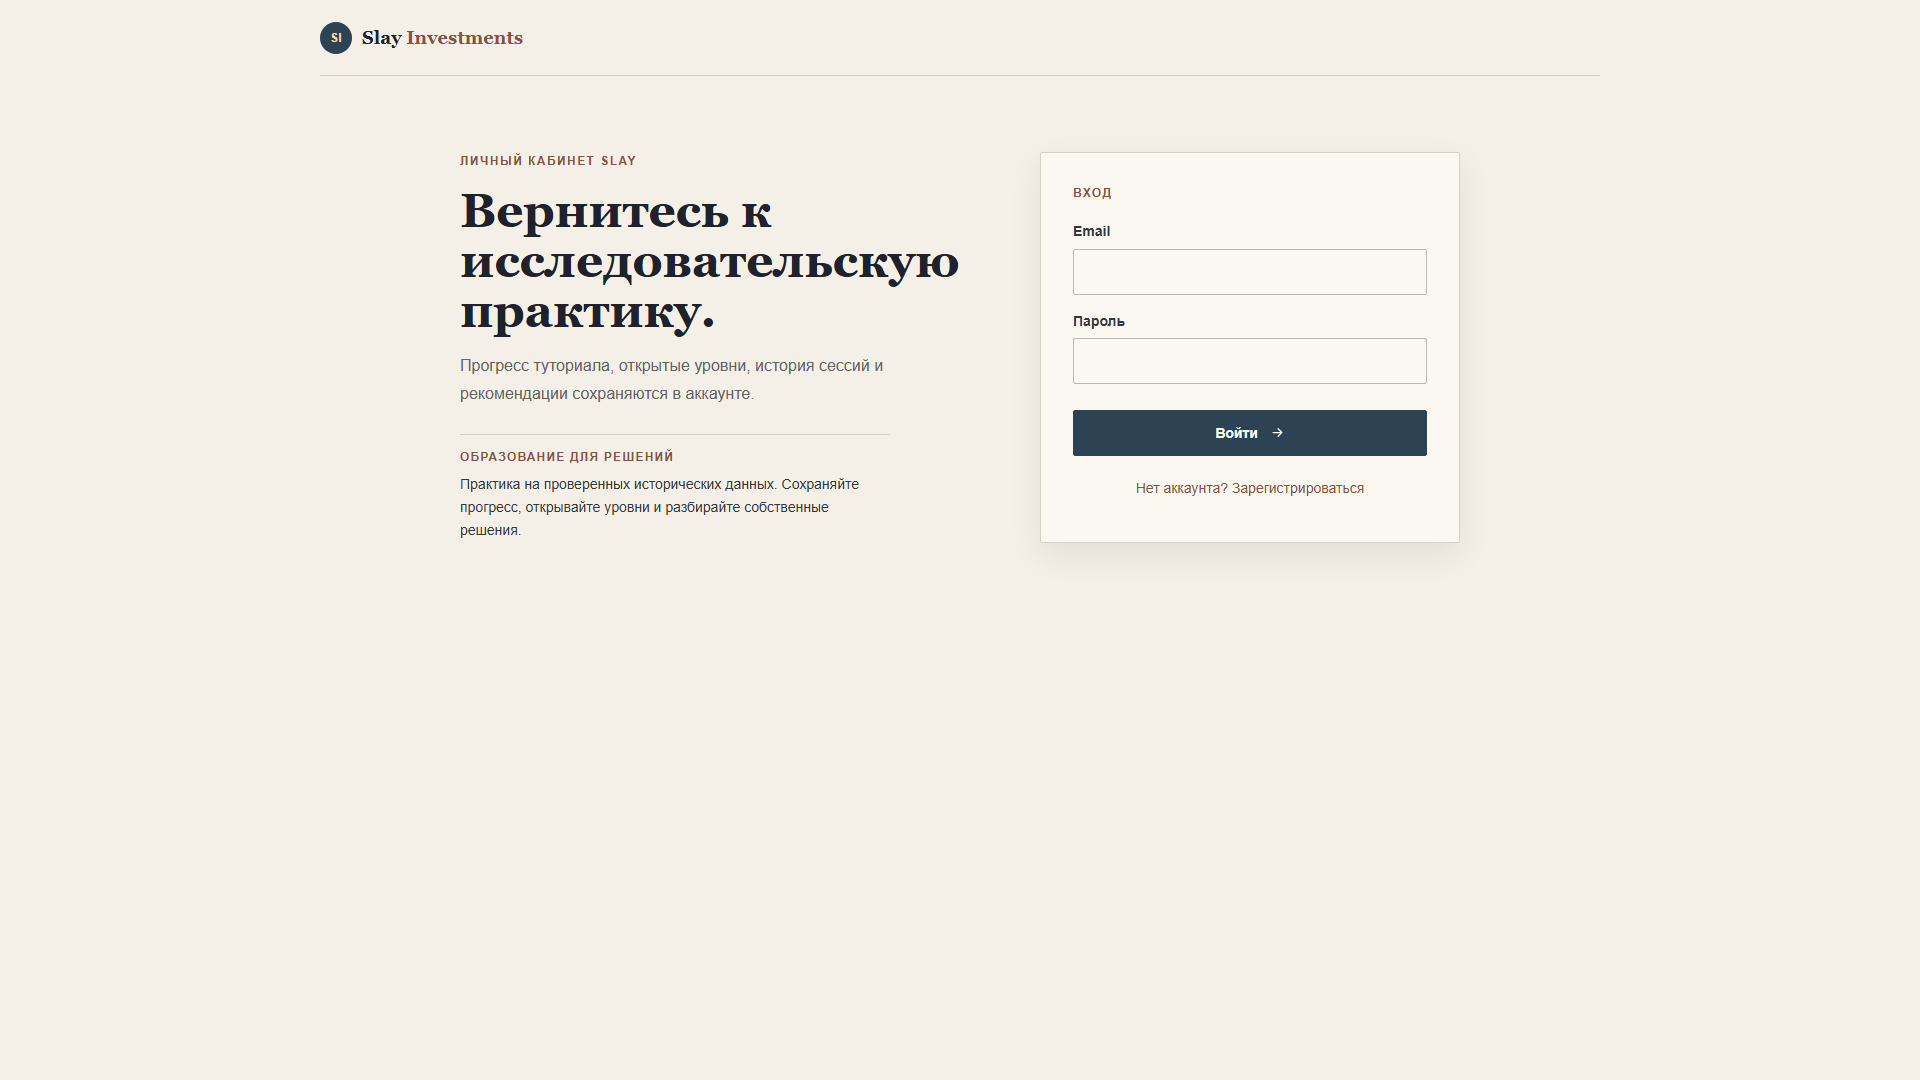 SI
Slay Investments
ЛИЧНЫЙ КАБИНЕТ SLAY
Вернитесь к
исследовательскую
практику.
Прогресс туториала, открытые уровни, история сессий и
рекомендации сохраняются в аккаунте.
ОБРАЗОВАНИЕ ДЛЯ РЕШЕНИЙ
Практика на проверенных исторических данных. Сохраняйте
прогресс, открывайте уровни и разбирайте собственные
решения.
ВХОД
Email
Пароль
Войти →
Нет аккаунта? Зарегистрироваться